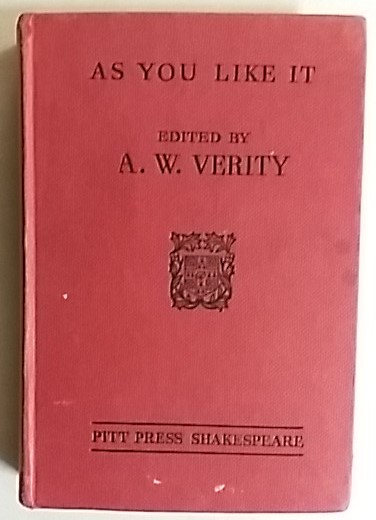 AS YOU LIKE IT
EDITED BY
A. W. VERITY
PITT PRESS SHAKESPEARE